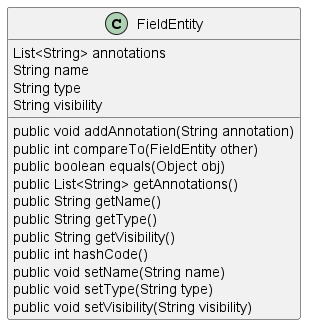 C FieldEntity
List<String> annotations
String name
String type
String visibility
public void addAnnotation(String annotation)
public int compareTo(FieldEntity other)
public boolean equals(Object obj)
public List<String> getAnnotations()
public String getName()
public String getType()
public String getVisibility()
public int hashCode()
public void setName(String name)
public void setType(String type)
public void setVisibility(String visibility)